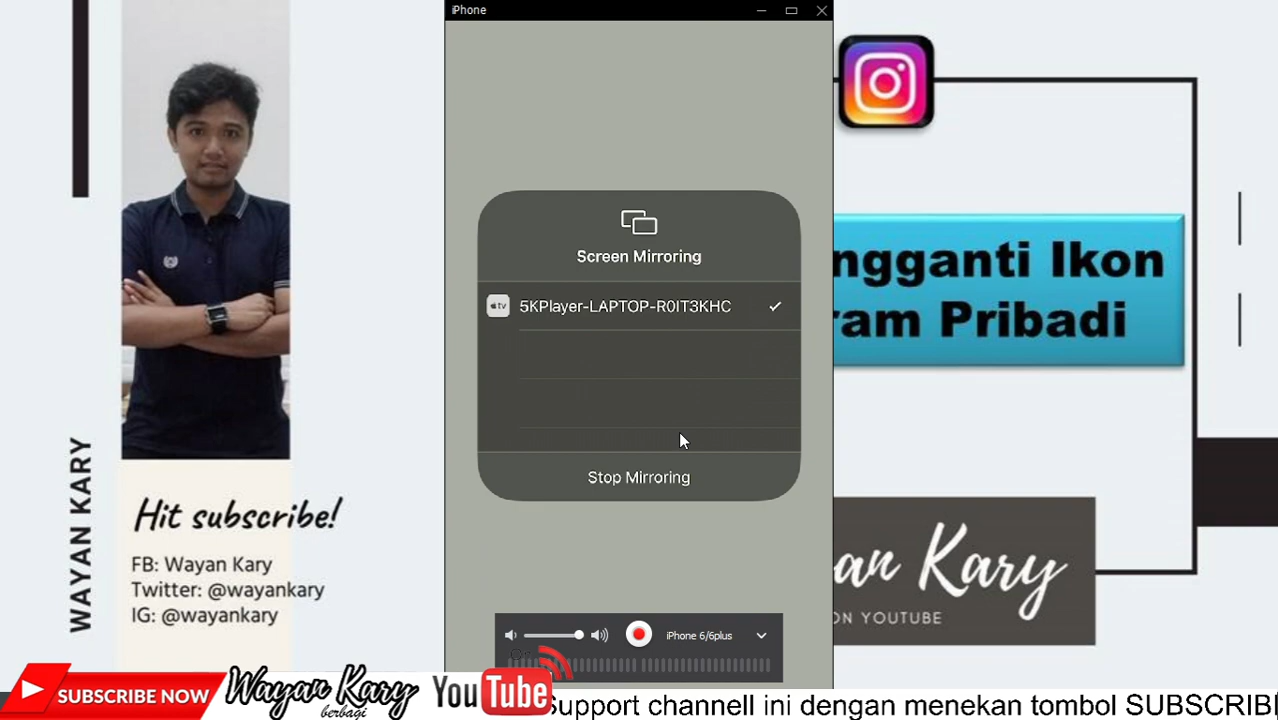 iPhone
Screen Mirroring
tv
5KPlayer-LAPTOP-R0IT3KHC
Stop Mirroring
iPhone 6/6plus
ngganti Ikon
ram Pribadi
an Kary
ON YOUTUBE
WAYAN KARY
Hit subscribe!
FB: Wayan Kary
Twitter: @wayankary
IG: @wayankary
SUBSCRIBE NOW
Wayan Kary
berbagi
YouTube
Support channell ini dengan menekan tombol SUBSCRIB